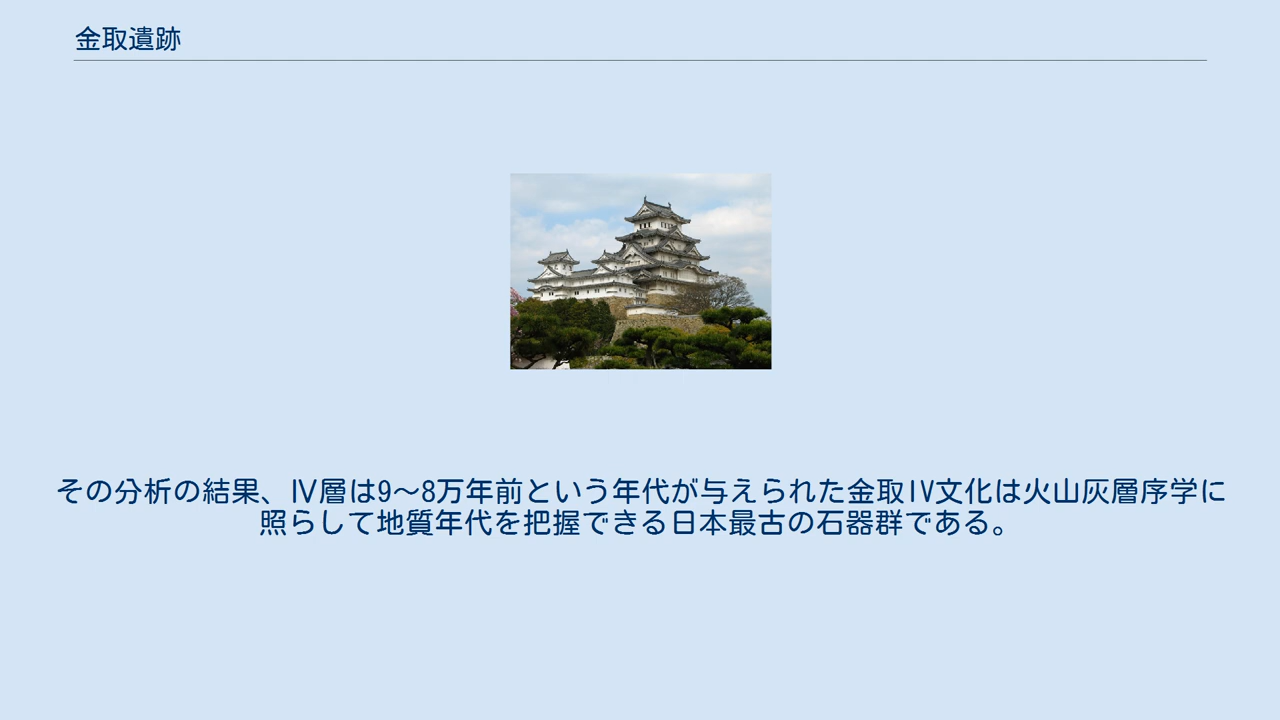 金取遺跡
その分析の結果、Ⅳ層は9〜8万年前という年代が与えられた金取IV文化は火山灰層序学に
照らして地質年代を把握できる日本最古の石器群である。